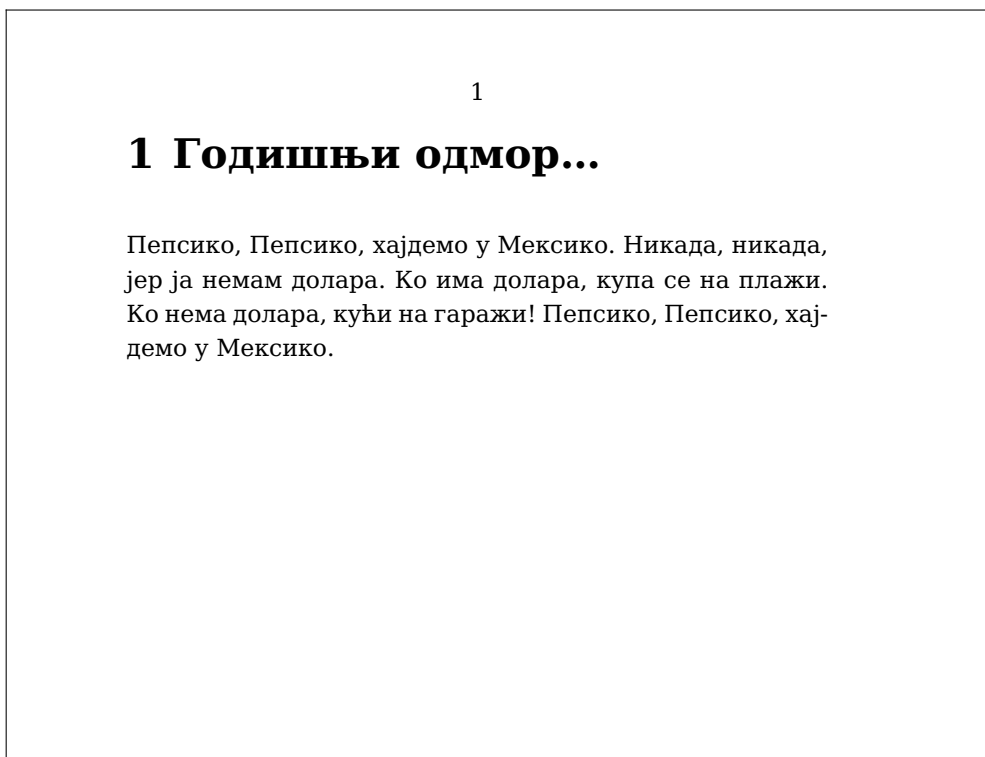 1
1 Годишњи одмор...
Пепсико, Пепсико, хајдемо у Мексико. Никада, никада,
јер ја немам долара. Ко има долара, купа се на плажи.
Ко нема долара, кући на гаражи! Пепсико, Пепсико, хај-
демо у Мексико.